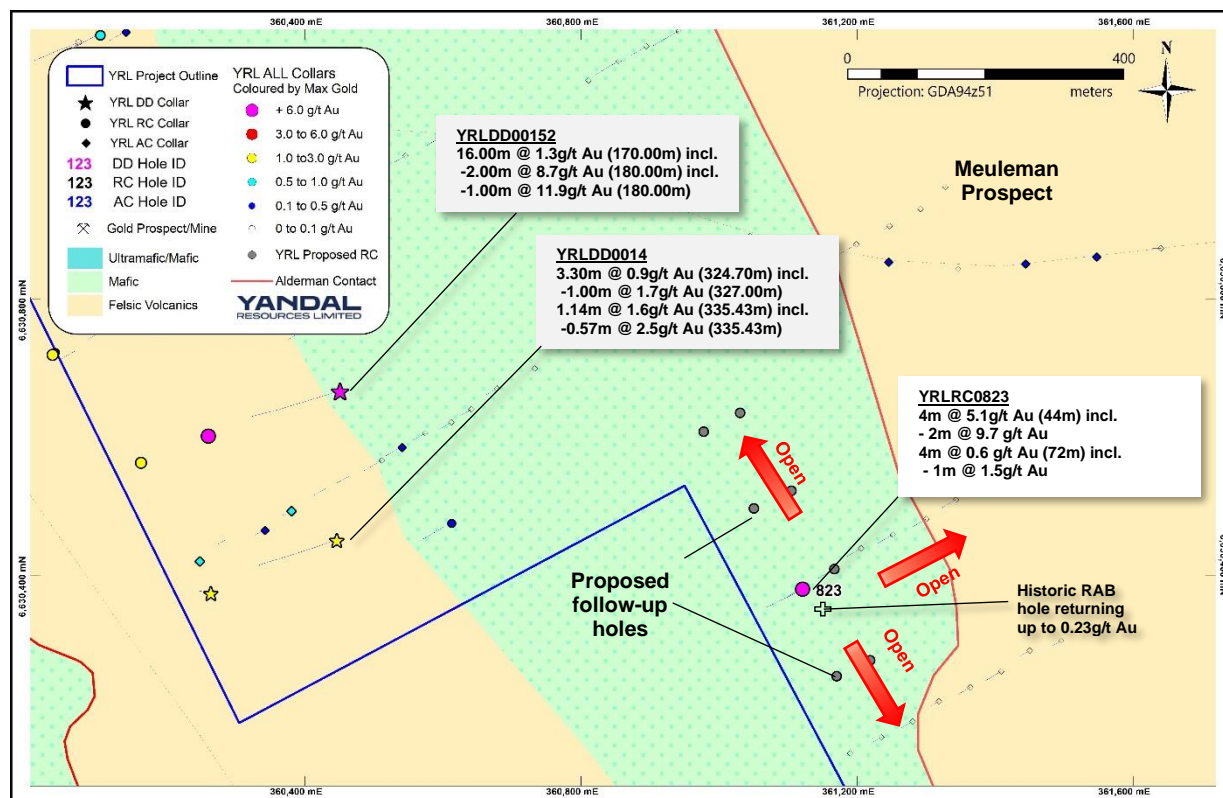 360,400 mE
360,800 mE
361,200 mE
361,600 mE
YRL Project Outline
YRL DD Collar
YRL RC Collar
YRL AC Collar
123 DD Hole ID
123 RC Hole ID
123 AC Hole ID
Gold Prospect/Mine
Ultramafic/Mafic
Mafic
Felsic Volcanics
YRL ALL Collars
Coloured by Max Gold
+ 6.0 g/t Au
3.0 to 6.0 g/t Au
1.0 to3.0 g/t Au
0.5 to 1.0 g/t Au
0.1 to 0.5 g/t Au
0 to 0.1 g/t Au
YRL Proposed RC
Alderman Contact
YANDAL
RESOURCES LIMITED
0
400
Projection: GDA94z51
meters
N
YRLDD00152
16.00m @ 1.3g/t Au (170.00m) incl.
-2.00m @ 8.7g/t Au (180.00m) incl.
-1.00m @ 11.9g/t Au (180.00m)
Meuleman
Prospect
YRLDD0014
3.30m @ 0.9g/t Au (324.70m) incl.
-1.00m @ 1.7g/t Au (327.00m)
1.14m @ 1.6g/t Au (335.43m) incl.
-0.57m @ 2.5g/t Au (335.43m)
6,630,800 mN
YRLRC0823
4m @ 5.1g/t Au (44m) incl.
- 2m @ 9.7 g/t Au
4m @ 0.6 g/t Au (72m) incl.
- 1m @ 1.5g/t Au
Open
Open
Open
823
Proposed
follow-up
holes
Historic RAB
hole returning
up to 0.23g/t Au
6,630,400 mN
360,400 mE
360,800 mE
361,200 mE
361,600 mE